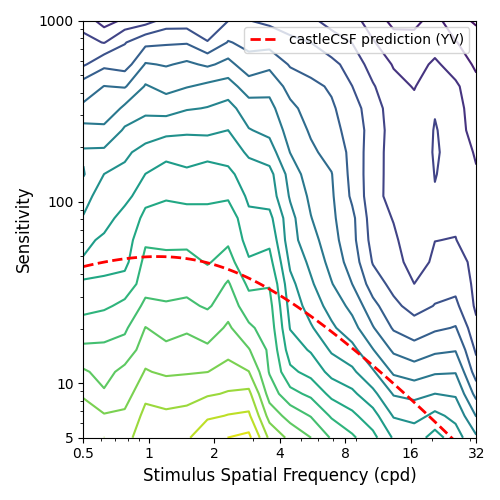 1000
castleCSF prediction (YV)
100
Sensitivity
10
5
0.5 1 2 4 8 16 32
Stimulus Spatial Frequency (cpd)